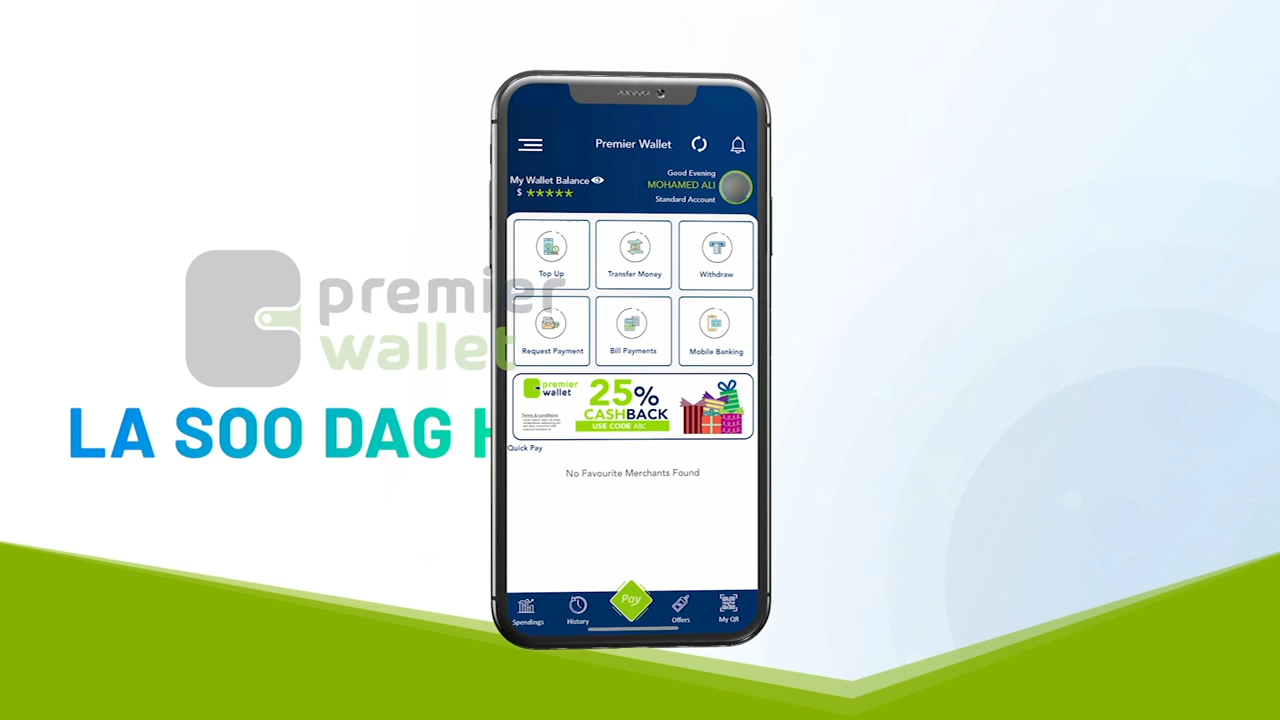 Premier Wallet
Good Evening
My Wallet Balance
MOHAMED ALI
$ *****
Standard Account
Top Up
Transfer Money
Withdraw
premier
wallet
Request Payment
Bill Payments
Mobile Banking
premier
wallet
25%
CASHBACK
USE CODE ABC
Terms & conditions
LA SOO DAG H
Quick Pay
No Favourite Merchants Found
Pay
Spendings
History
Offers
My QR